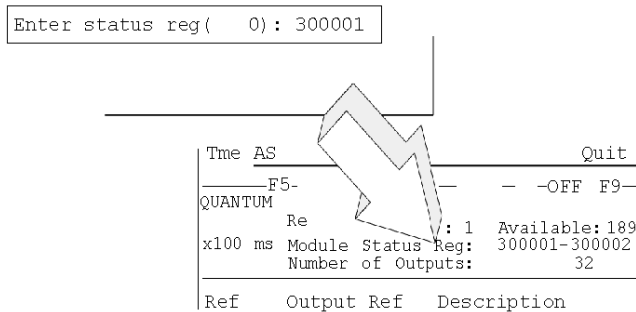 Enter status reg( 0): 300001
Tme AS Quit
F5- -OFF F9-
QUANTUM
Re : 1 Available: 189
x100 ms Module Status Reg: 300001-300002
Number of Outputs: 32
Ref Output Ref Description